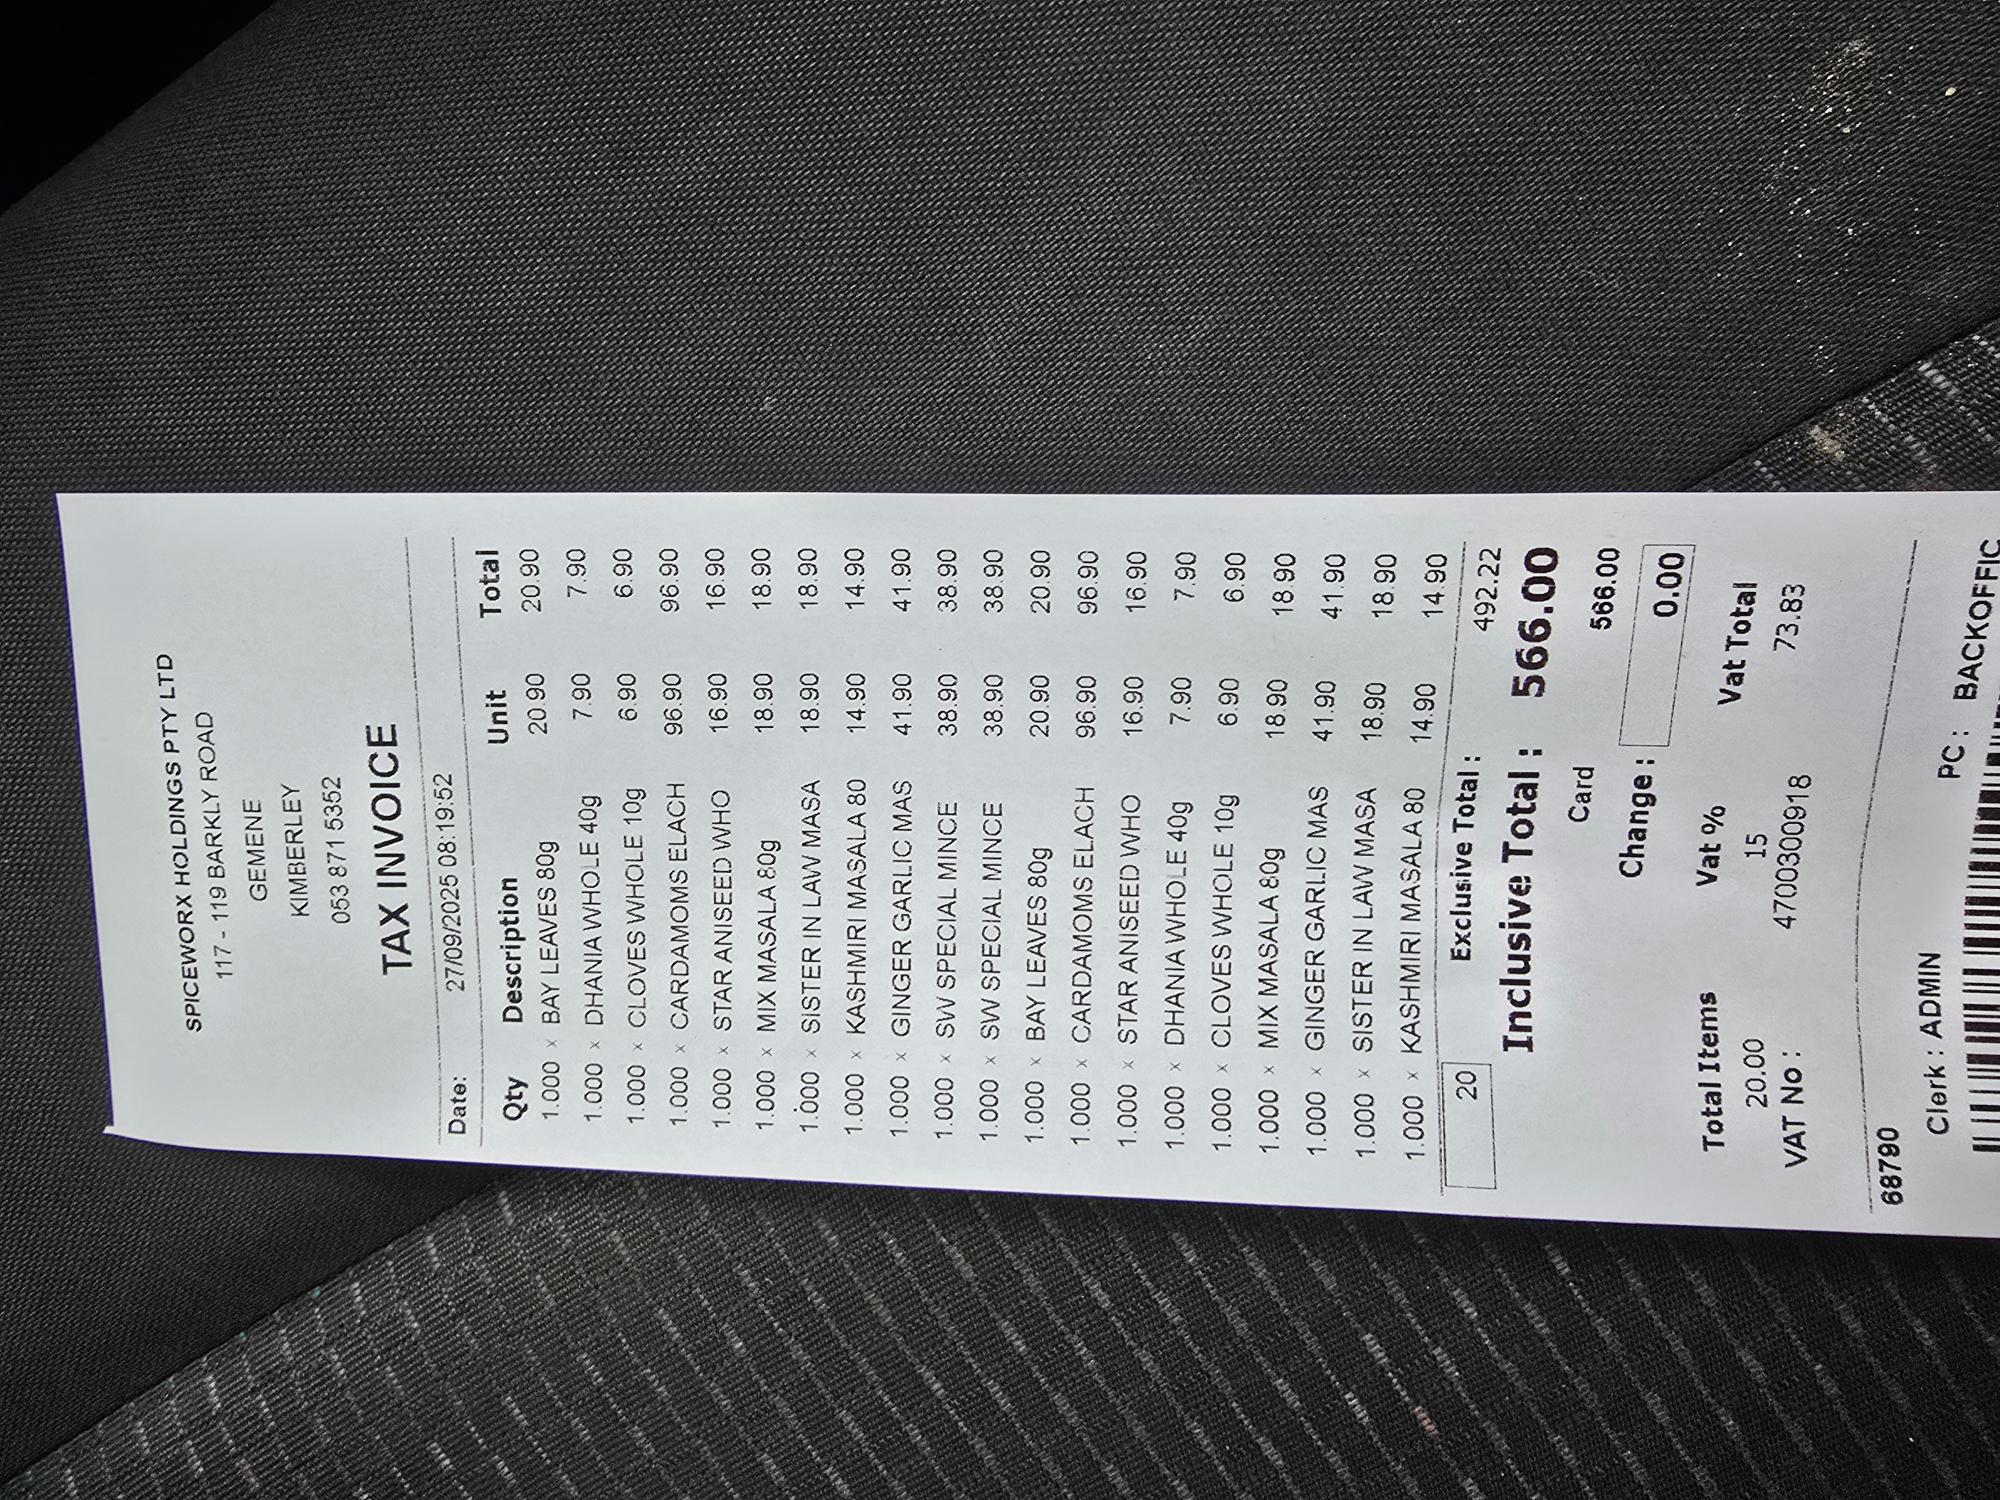 SPICEWORX HOLDINGS PTY LTD
117 - 119 BARKLY ROAD
GEMENE
KIMBERLEY
053 871 5352
TAX INVOICE
Date: 27/09/2025 08:19:52
Qty Description Unit Total
1.000 x BAY LEAVES 80g 20.90 20.90
1.000 x DHANIA WHOLE 40g 7.90 7.90
1.000 x CLOVES WHOLE 10g 6.90 6.90
1.000 x CARDAMOMS ELACH 96.90 96.90
1.000 x STAR ANISEED WHO 16.90 16.90
1.000 x MIX MASALA 80g 18.90 18.90
1.000 x SISTER IN LAW MASA 18.90 18.90
1.000 x KASHMIRI MASALA 80 14.90 14.90
1.000 x GINGER GARLIC MAS 41.90 41.90
1.000 x SW SPECIAL MINCE 38.90 38.90
1.000 x SW SPECIAL MINCE 38.90 38.90
1.000 x BAY LEAVES 80g 20.90 20.90
1.000 x CARDAMOMS ELACH 96.90 96.90
1.000 x STAR ANISEED WHO 16.90 16.90
1.000 x DHANIA WHOLE 40g 7.90 7.90
1.000 x CLOVES WHOLE 10g 6.90 6.90
1.000 x MIX MASALA 80g 18.90 18.90
1.000 x GINGER GARLIC MAS 41.90 41.90
1.000 x SISTER IN LAW MASA 18.90 18.90
1.000 x KASHMIRI MASALA 80 14.90 14.90
20 Exclusive Total : 492.22
Inclusive Total : 566.00
Card 566.00
Change : 0.00
Total Items Vat % Vat Total
20.00 15 73.83
VAT No : 4700300918
68790
Clerk : ADMIN PC : BACKOFFIC